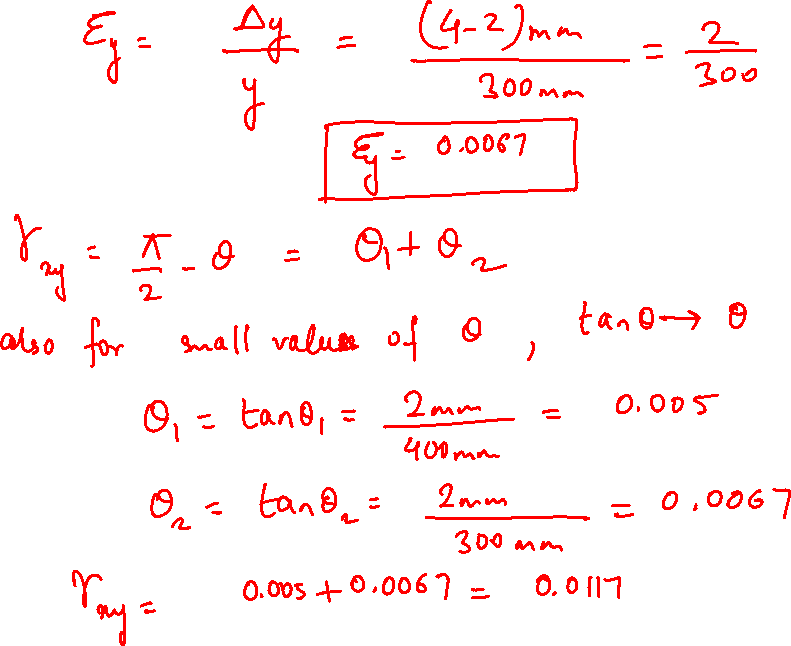 εy = Δy/y = (4-2)mm/300mm = 2/300
εy = 0.0067
γxy = π/2 - θ = θ1 + θ2
also for small values of θ, tanθ → θ
θ1 = tanθ1 = 2mm/400mm = 0.005
θ2 = tanθ2 = 2mm/300mm = 0.0067
γxy = 0.005 + 0.0067 = 0.0117